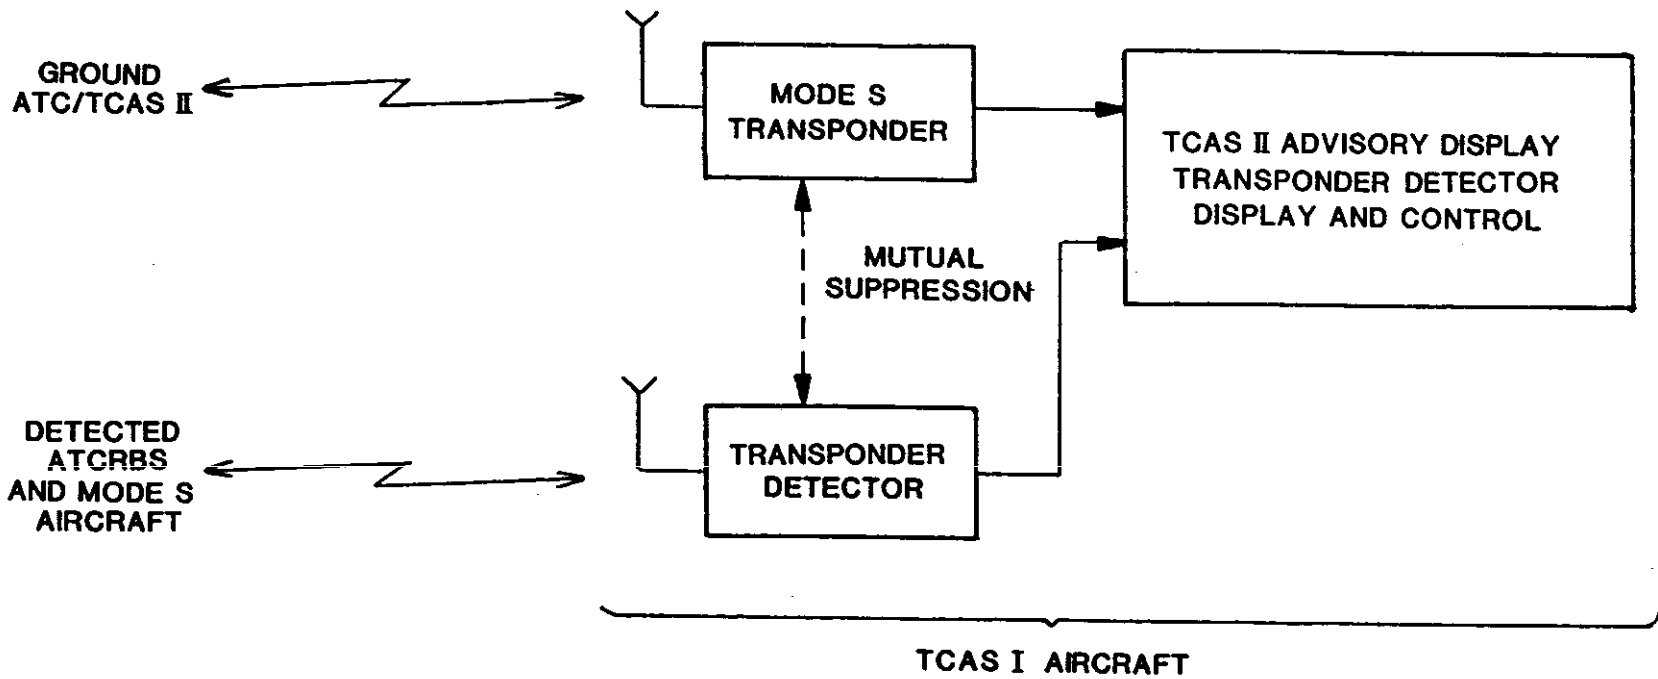 GROUND
ATC/TCAS II
MODE S
TRANSPONDER
TCAS II ADVISORY DISPLAY
TRANSPONDER DETECTOR
DISPLAY AND CONTROL
MUTUAL
SUPPRESSION
DETECTED
ATCRBS
AND MODE S
AIRCRAFT
TRANSPONDER
DETECTOR
TCAS I AIRCRAFT